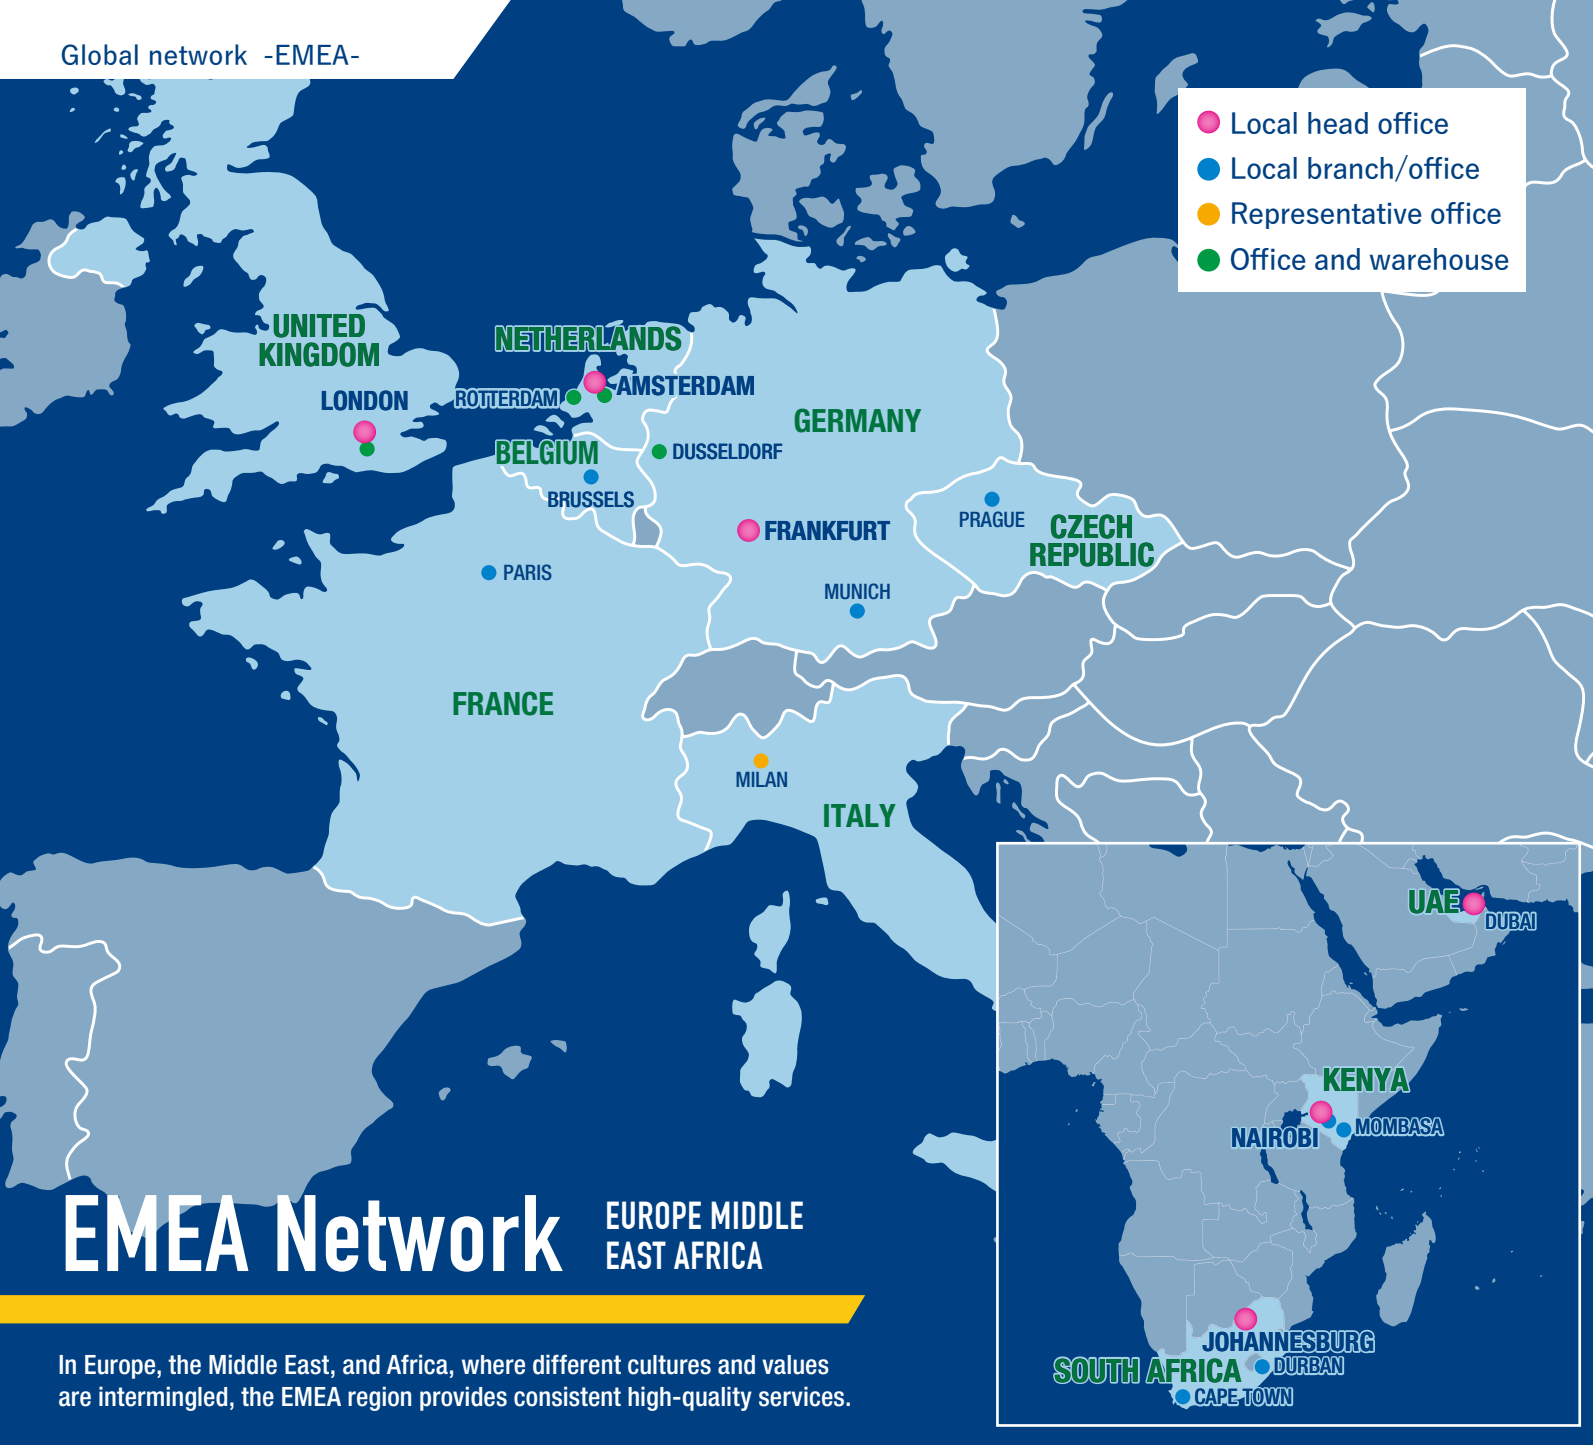 Global network -EMEA-
Local head office
Local branch/office
Representative office
Office and warehouse
UNITED
KINGDOM
LONDON
NETHERLANDS
AMSTERDAM
ROTTERDAM
BELGIUM
BRUSSELS
GERMANY
DUSSELDORF
FRANKFURT
MUNICH
PRAGUE
CZECH
REPUBLIC
PARIS
FRANCE
MILAN
ITALY
UAE
DUBAI
KENYA
NAIROBI
MOMBASA
JOHANNESBURG
SOUTH AFRICA
DURBAN
CAPE TOWN
EMEA Network
EUROPE MIDDLE
EAST AFRICA
In Europe, the Middle East, and Africa, where different cultures and values
are intermingled, the EMEA region provides consistent high-quality services.